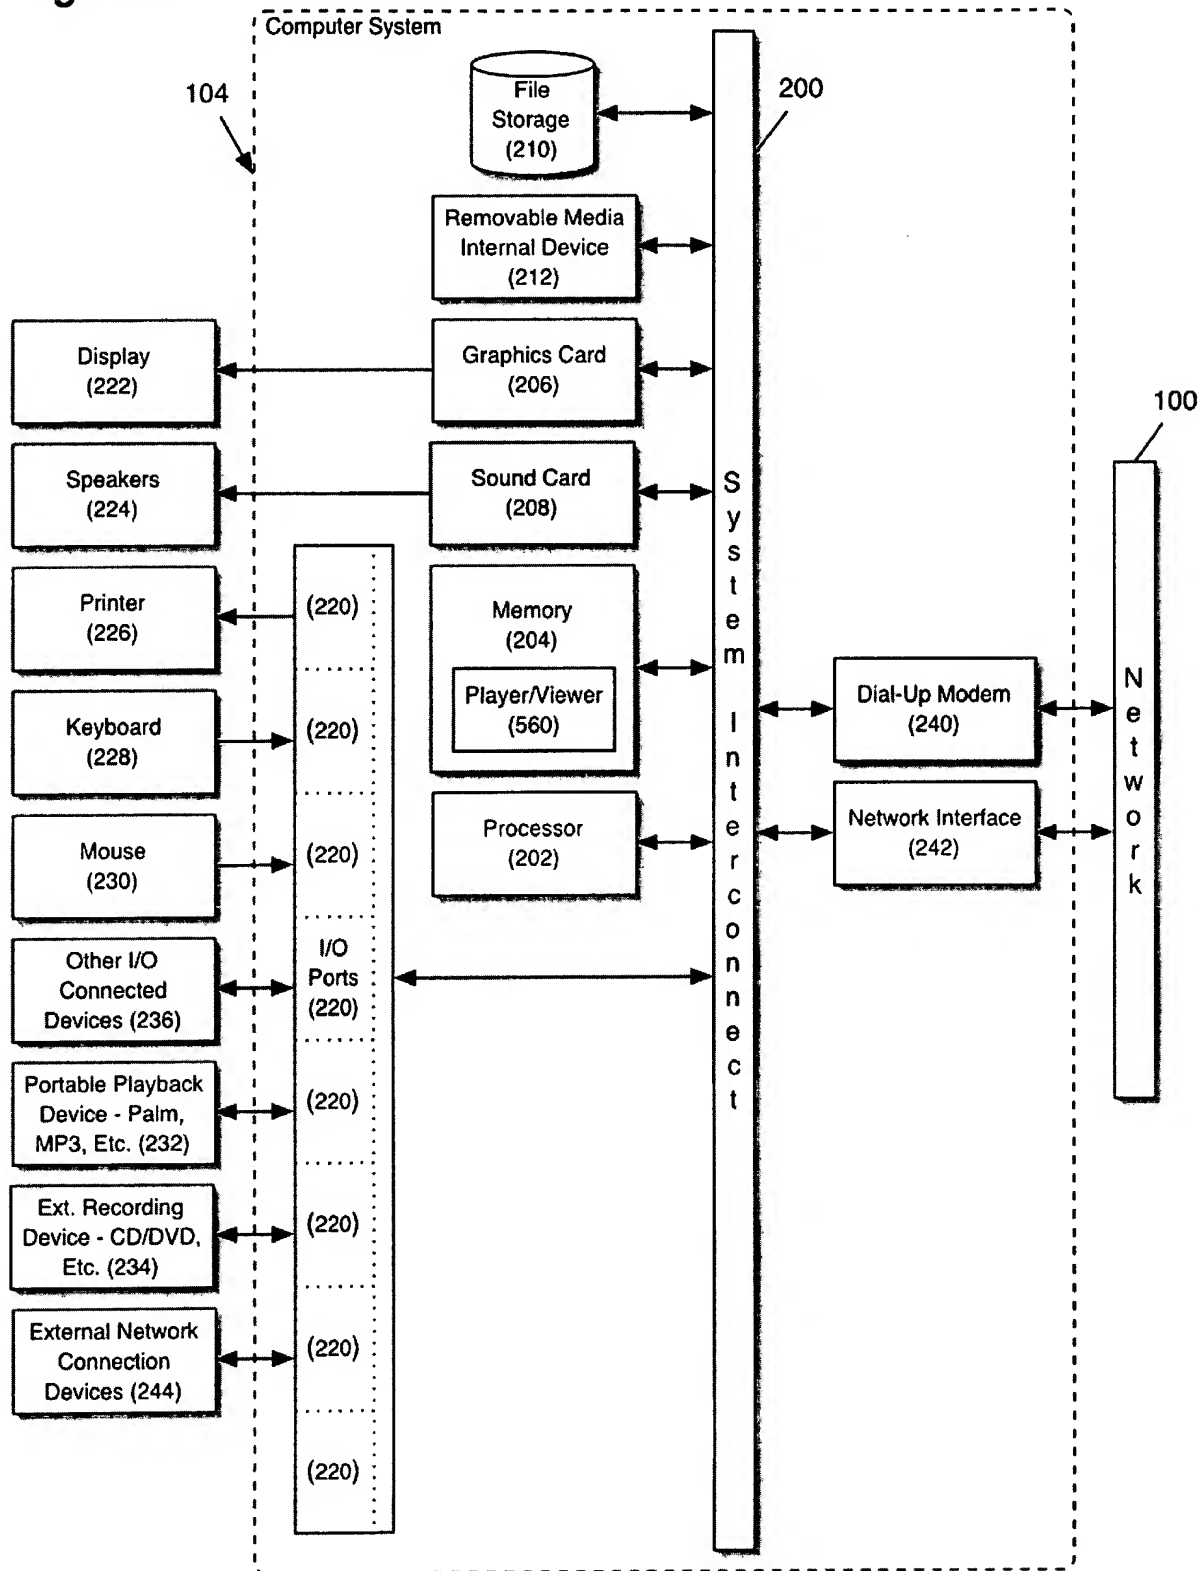 Computer System
104
200
File
Storage
(210)
Removable Media
Internal Device
(212)
Display
(222)
Graphics Card
(206)
100
Speakers
(224)
Sound Card
(208)
Printer
(226)
(220)
Memory
(204)
Player/Viewer
(560)
System Interconnect
Dial-Up Modem
(240)
Network
Keyboard
(228)
(220)
Processor
(202)
Network Interface
(242)
Mouse
(230)
(220)
Other I/O
Connected
Devices (236)
I/O
Ports
(220)
Portable Playback
Device - Palm,
MP3, Etc. (232)
(220)
Ext. Recording
Device - CD/DVD,
Etc. (234)
(220)
External Network
Connection
Devices (244)
(220)
(220)